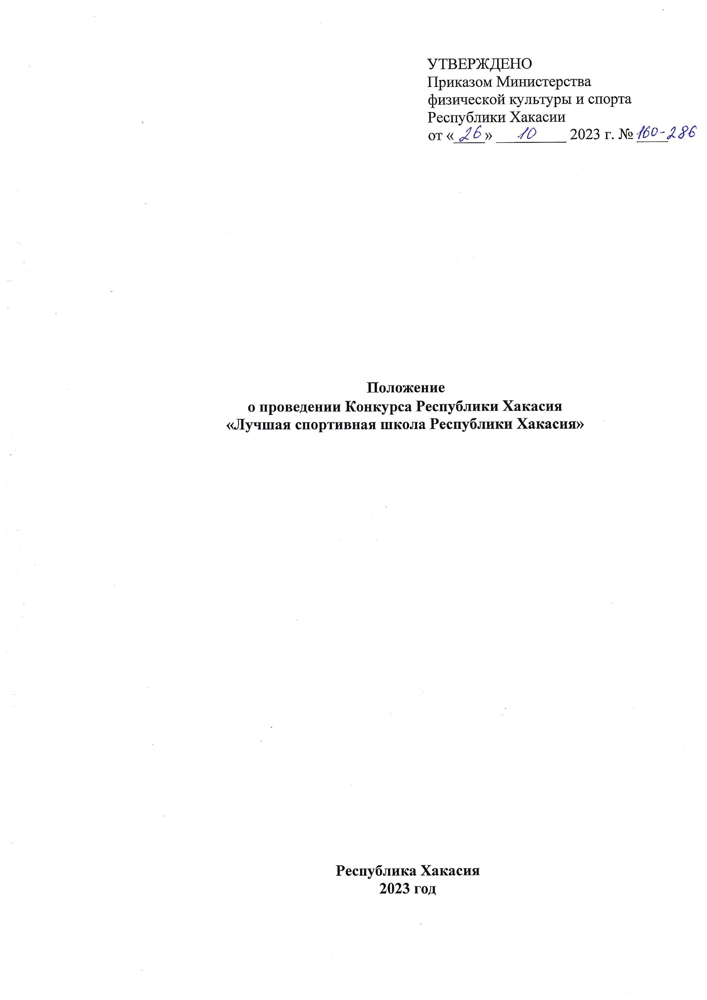 УТВЕРЖДЕНО
Приказом Министерства
физической культуры и спорта
Республики Хакасии
от «26» 10 2023 г. № 160-286
Положение
о проведении Конкурса Республики Хакасия
«Лучшая спортивная школа Республики Хакасия»
Республика Хакасия
2023 год